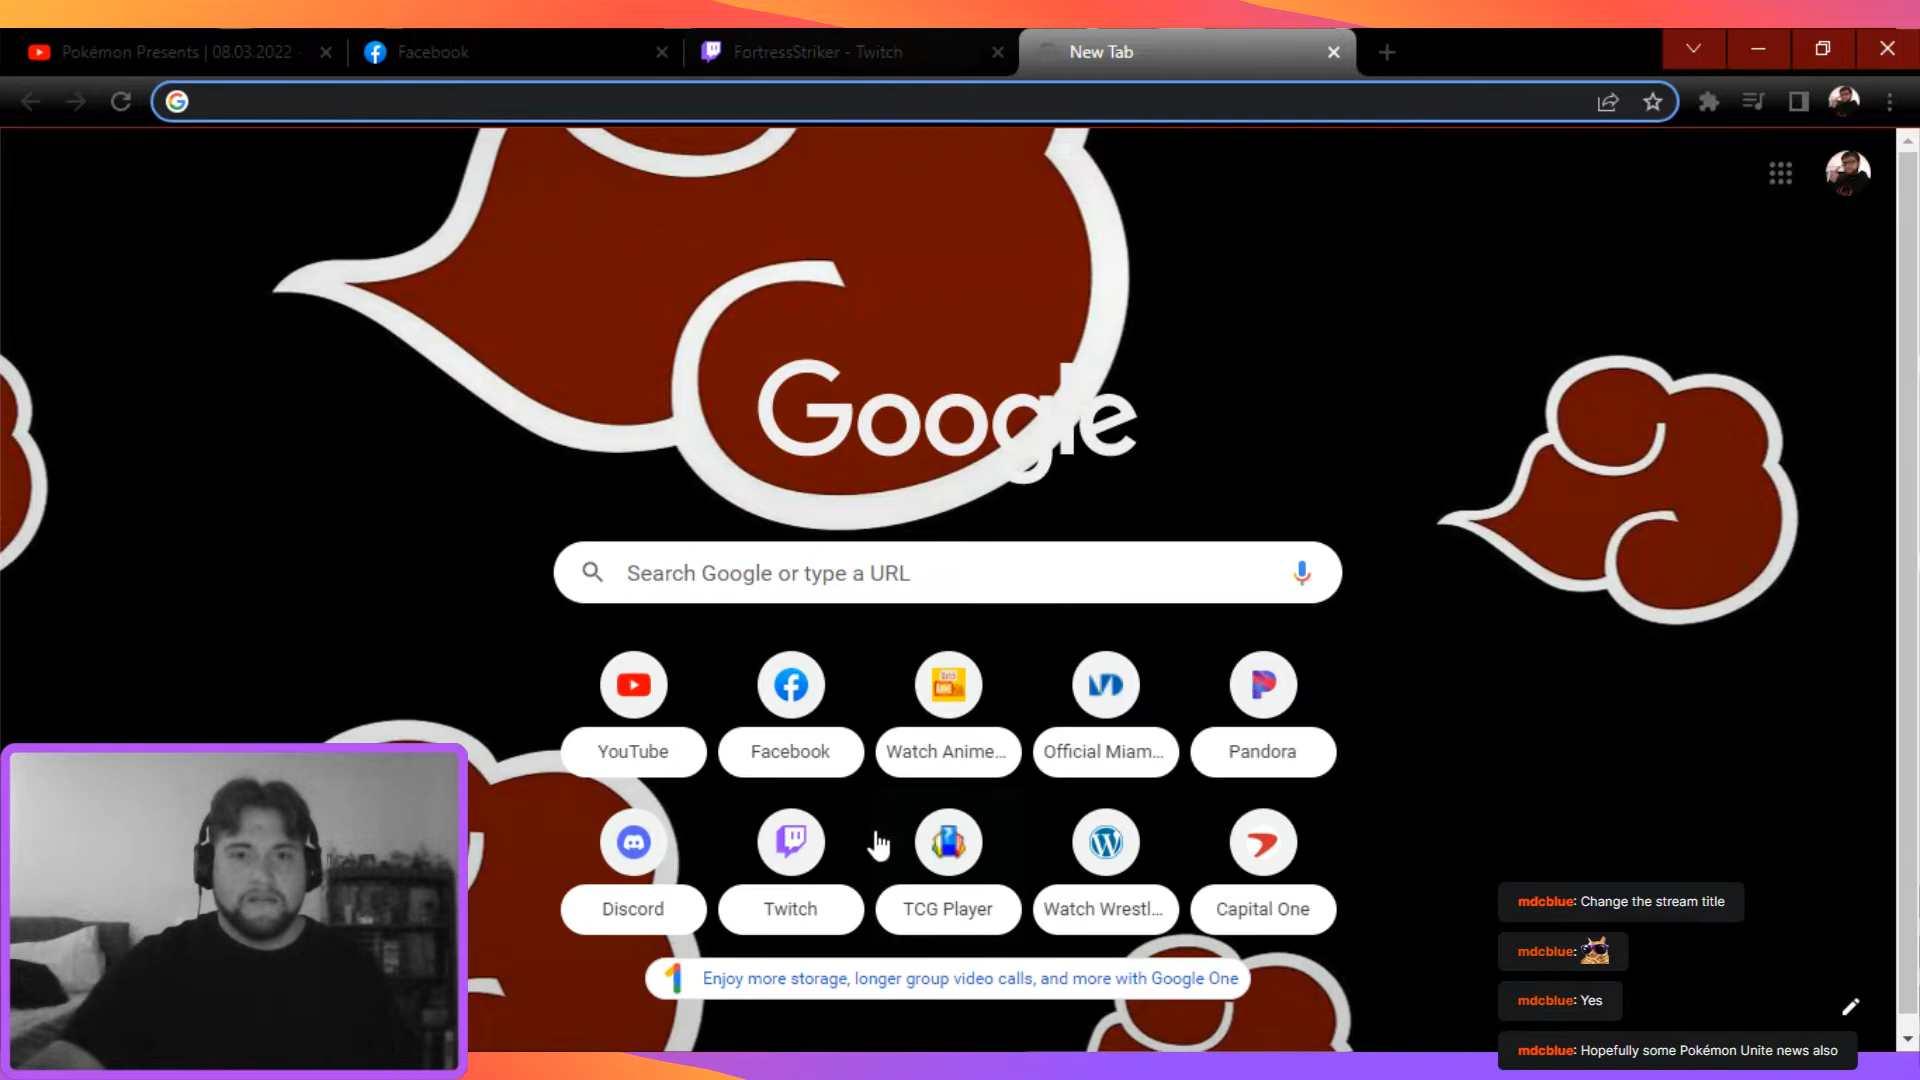 Pokémon Presents | 08.03.2022 -
Facebook
FortressStriker - Twitch
New Tab
Google
Search Google or type a URL
YouTube
Facebook
Watch Anime...
Official Miam...
Pandora
Discord
Twitch
TCG Player
Watch Wrestl...
Capital One
Enjoy more storage, longer group video calls, and more with Google One
mdcblue: Change the stream title
mdcblue:
mdcblue: Yes
mdcblue: Hopefully some Pokémon Unite news also